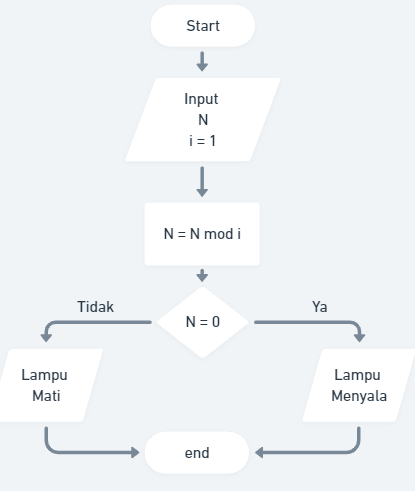 Start
Input
N
i = 1
N = N mod i
Tidak
Ya
N = 0
Lampu
Mati
Lampu
Menyala
end